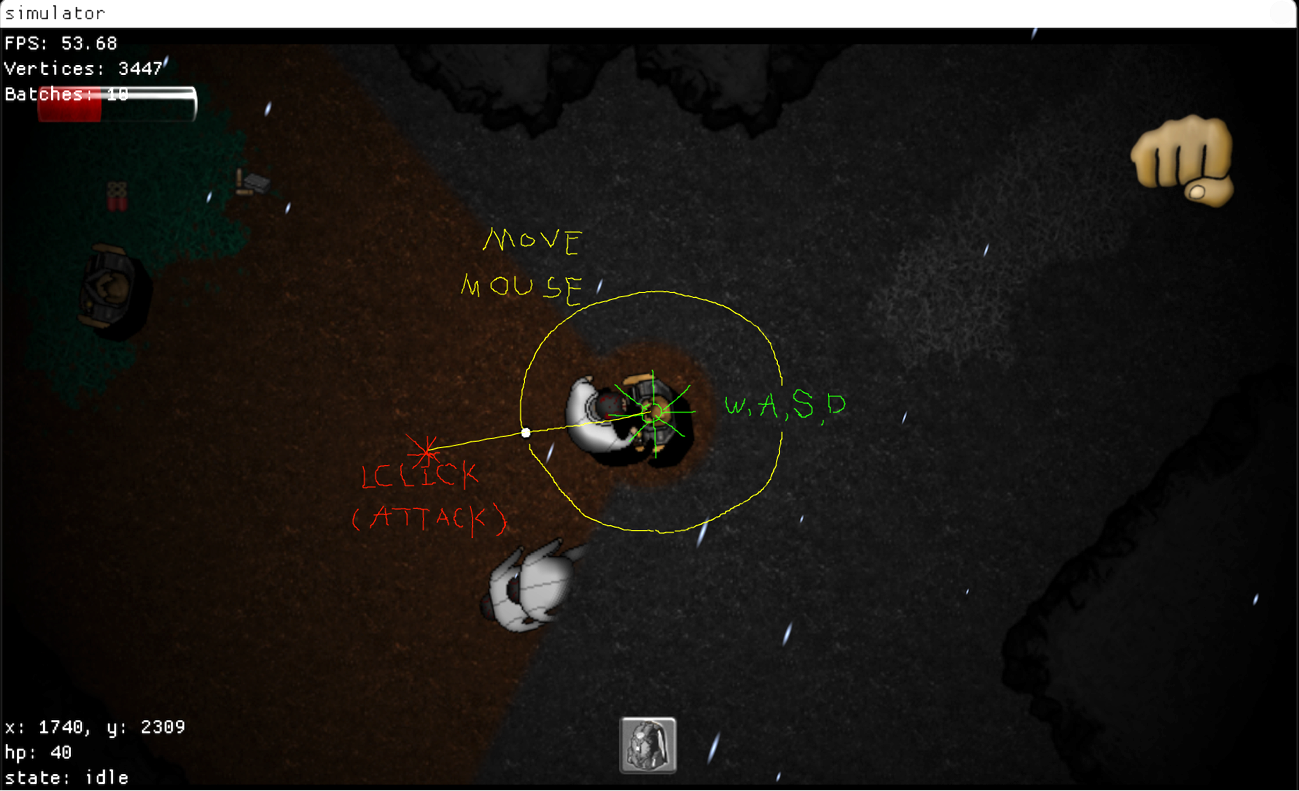 simulator
FPS: 53.68
Vertices: 3447
Batches: 10
MOVE
MOUSE
W,A,S,D
LCLICK
(ATTACK)
x: 1740, y: 2309
hp: 40
state: idle